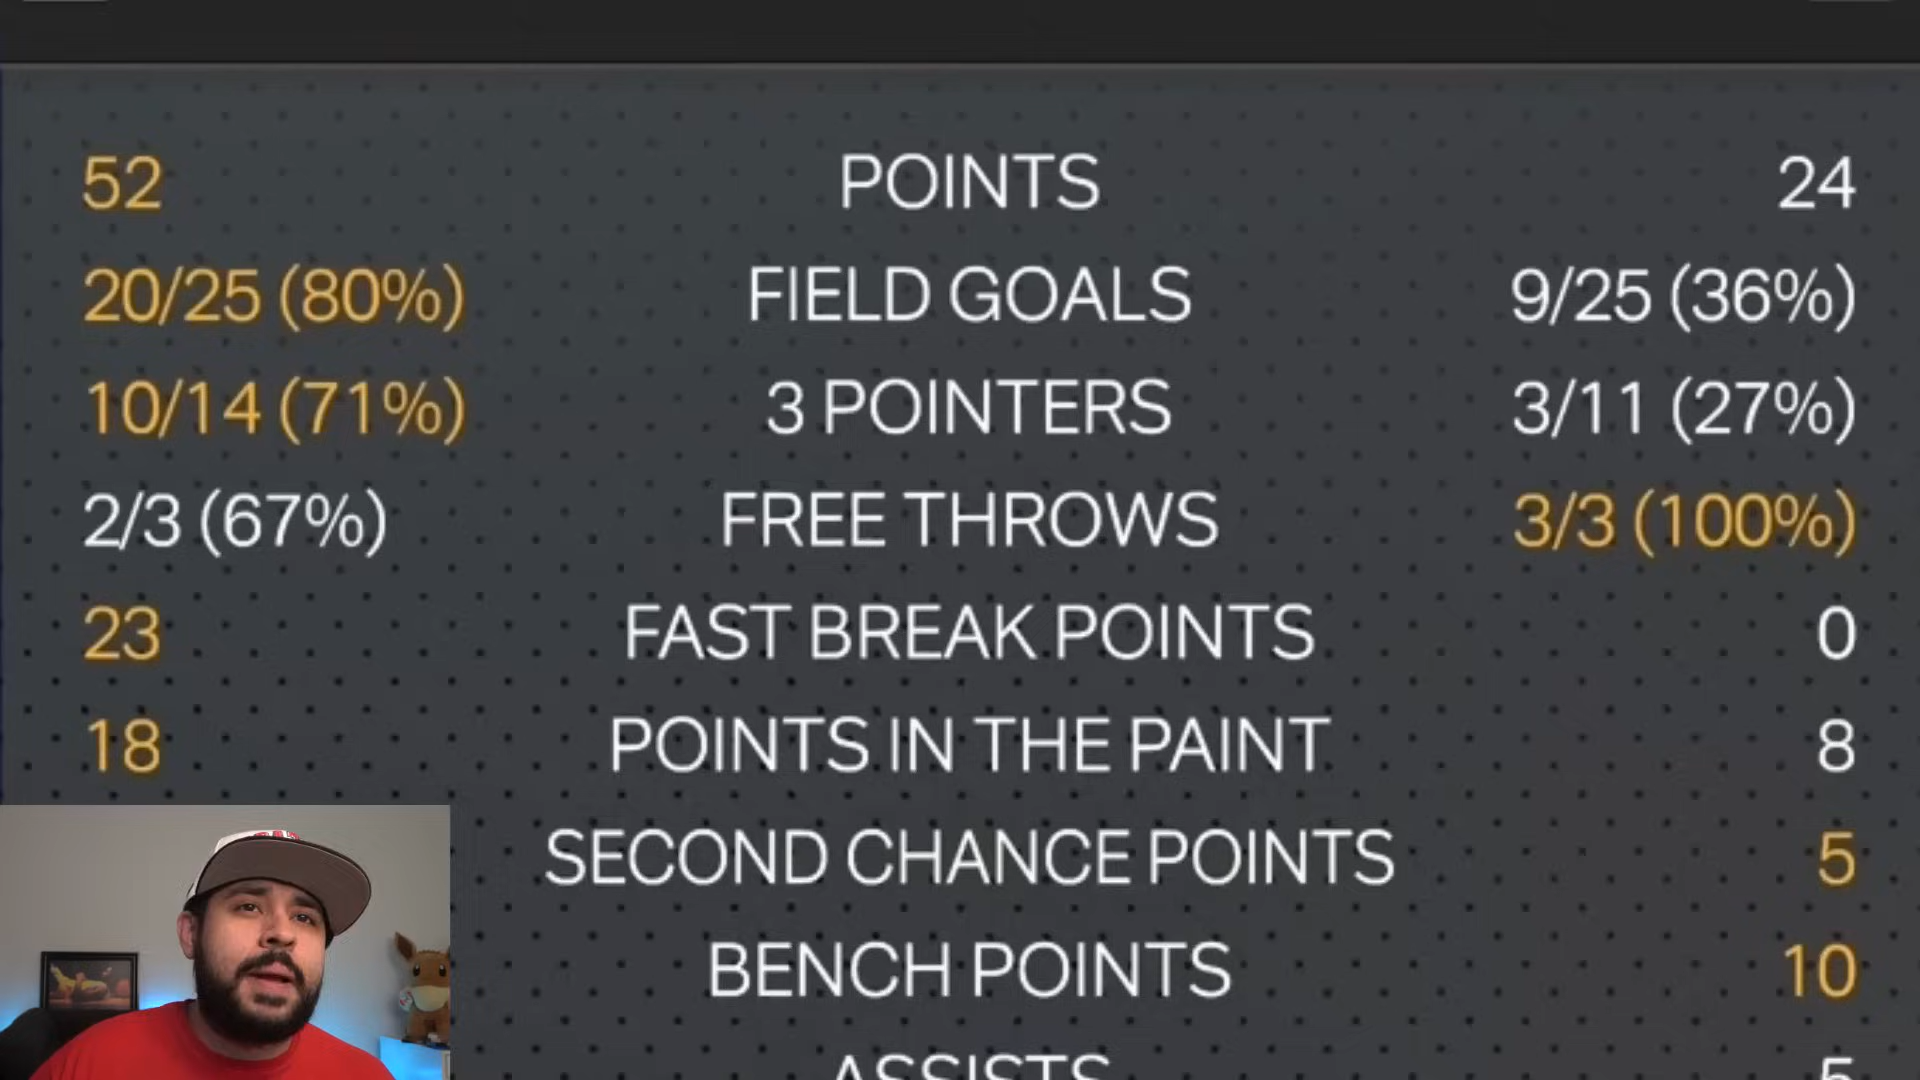 52 POINTS 24
20/25 (80%) FIELD GOALS 9/25 (36%)
10/14 (71%) 3 POINTERS 3/11 (27%)
2/3 (67%) FREE THROWS 3/3 (100%)
23 FAST BREAK POINTS 0
18 POINTS IN THE PAINT 8
SECOND CHANCE POINTS 5
BENCH POINTS 10
ASSISTS 5